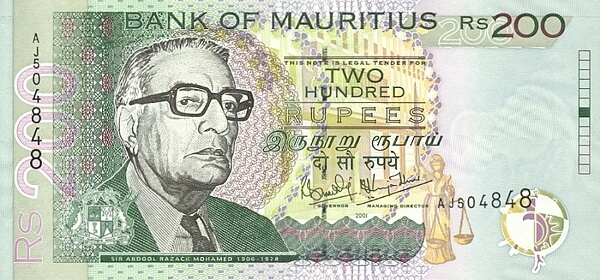 BANK OF MAURITIUS
RS 200
200
AJ504848
RS 200
THIS NOTE IS LEGAL TENDER FOR
TWO
HUNDRED
RUPEES
இருநூறு ரூபாய்
दो सौ रुपये
GOVERNOR MANAGING DIRECTOR
AJ504848
2001
SIR ABDOOL RAZACK MOHAMED 1906-1978